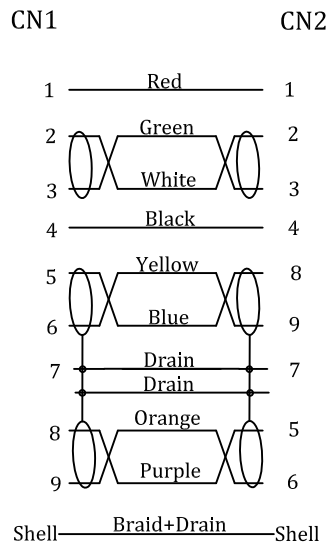 CN1 CN2
1 Red 1
2 Green 2
3 White 3
4 Black 4
5 Yellow 8
6 Blue 9
7 Drain 7
Drain
8 Orange 5
9 Purple 6
Shell Braid+Drain Shell